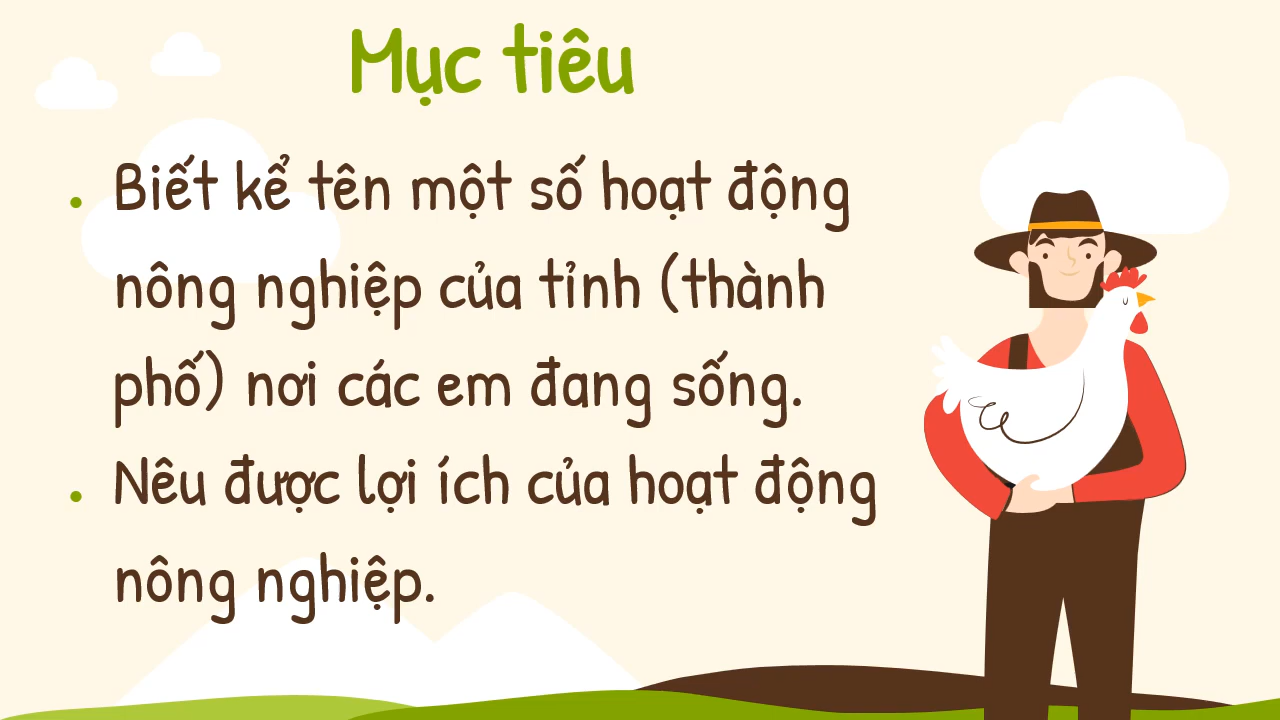 Mục tiêu
• Biết kể tên một số hoạt động
nông nghiệp của tỉnh (thành
phố) nơi các em đang sống.
• Nêu được lợi ích của hoạt động
nông nghiệp.